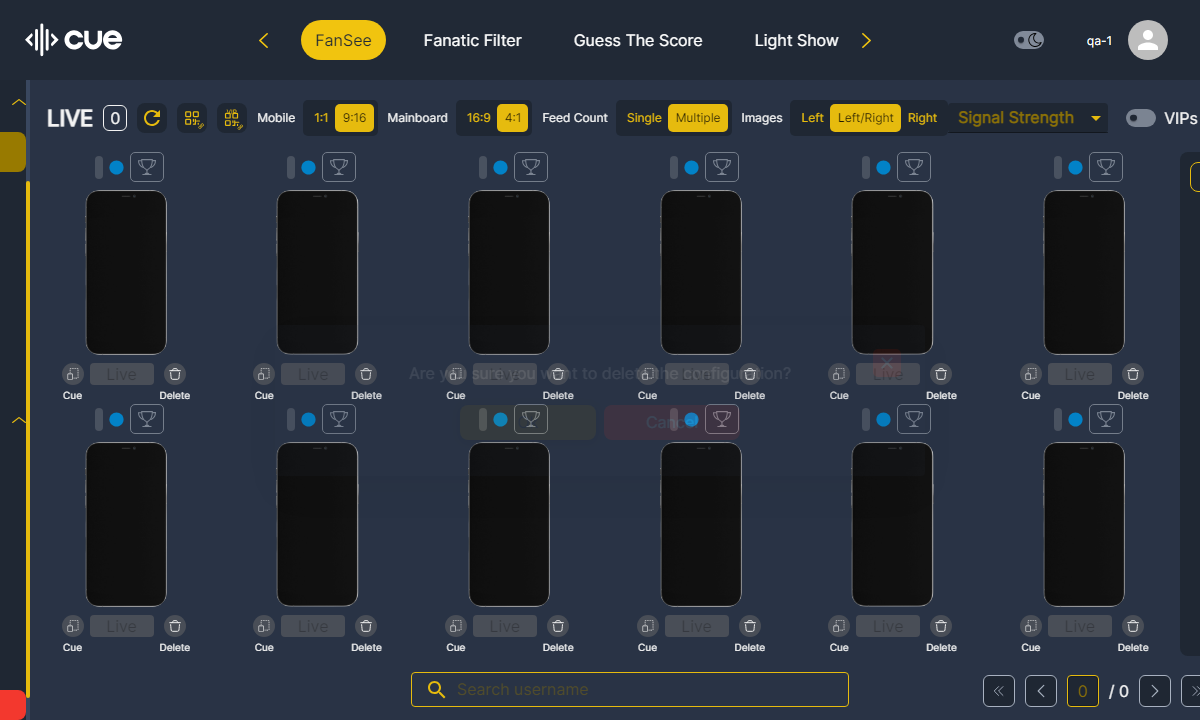 cue
FanSee
Fanatic Filter
Guess The Score
Light Show
qa-1
LIVE 0
Mobile 1:1 9:16
Mainboard 16:9 4:1
Feed Count Single Multiple
Images Left Left/Right Right
Signal Strength
VIPs
Live Live Live Live Live Live
Are you sure you want to delete the configuration?
Cue Delete Cue Delete Cue Delete Cue Delete Cue Delete Cue Delete
Cancel
Live Live Live Live Live Live
Cue Delete Cue Delete Cue Delete Cue Delete Cue Delete Cue Delete
Search username
0 / 0